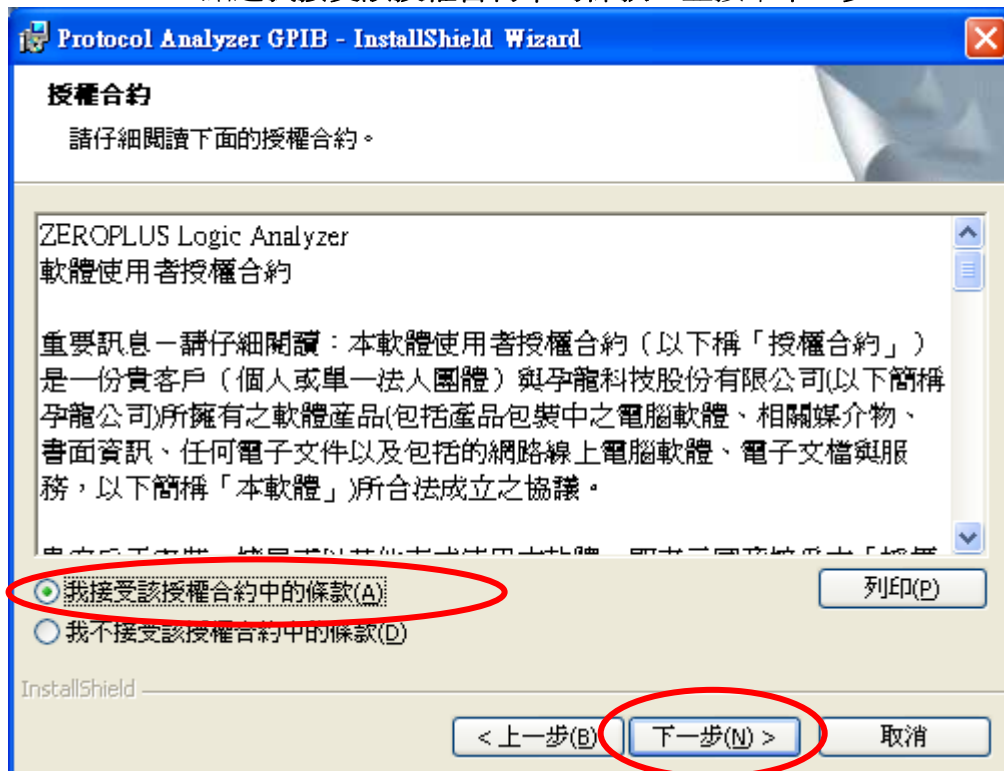 Protocol Analyzer GPIB - InstallShield Wizard
授權合約
請仔細閱讀下面的授權合約。
ZEROPLUS Logic Analyzer
軟體使用者授權合約
重要訊息－請仔細閱讀：本軟體使用者授權合約（以下稱「授權合約」）
是一份貴客戶（個人或單一法人團體）與孕龍科技股份有限公司(以下簡稱
孕龍公司)所擁有之軟體產品(包括產品包裝中之電腦軟體、相關媒介物、
書面資訊、任何電子文件以及包括的網路線上電腦軟體、電子文檔與服
務，以下簡稱「本軟體」)所合法成立之協議。
我接受該授權合約中的條款(A)
列印(P)
我不接受該授權合約中的條款(D)
InstallShield
< 上一步(B)
下一步(N) >
取消